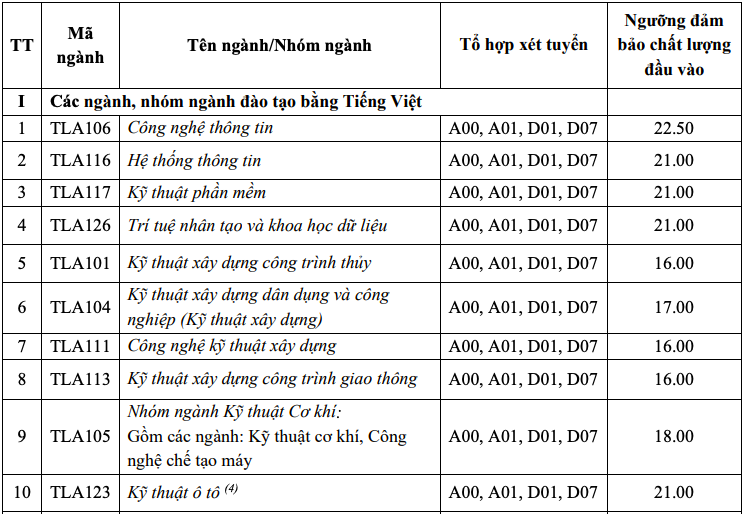 TT Mã ngành Tên ngành/Nhóm ngành Tổ hợp xét tuyển Ngưỡng đảm bảo chất lượng đầu vào
I Các ngành, nhóm ngành đào tạo bằng Tiếng Việt
1 TLA106 Công nghệ thông tin A00, A01, D01, D07 22.50
2 TLA116 Hệ thống thông tin A00, A01, D01, D07 21.00
3 TLA117 Kỹ thuật phần mềm A00, A01, D01, D07 21.00
4 TLA126 Trí tuệ nhân tạo và khoa học dữ liệu A00, A01, D01, D07 21.00
5 TLA101 Kỹ thuật xây dựng công trình thủy A00, A01, D01, D07 16.00
6 TLA104 Kỹ thuật xây dựng dân dụng và công
nghiệp (Kỹ thuật xây dựng) A00, A01, D01, D07 17.00
7 TLA111 Công nghệ kỹ thuật xây dựng A00, A01, D01, D07 16.00
8 TLA113 Kỹ thuật xây dựng công trình giao thông A00, A01, D01, D07 16.00
9 TLA105 Nhóm ngành Kỹ thuật Cơ khí:
Gồm các ngành: Kỹ thuật cơ khí, Công
nghệ chế tạo máy A00, A01, D01, D07 18.00
10 TLA123 Kỹ thuật ô tô (4) A00, A01, D01, D07 21.00